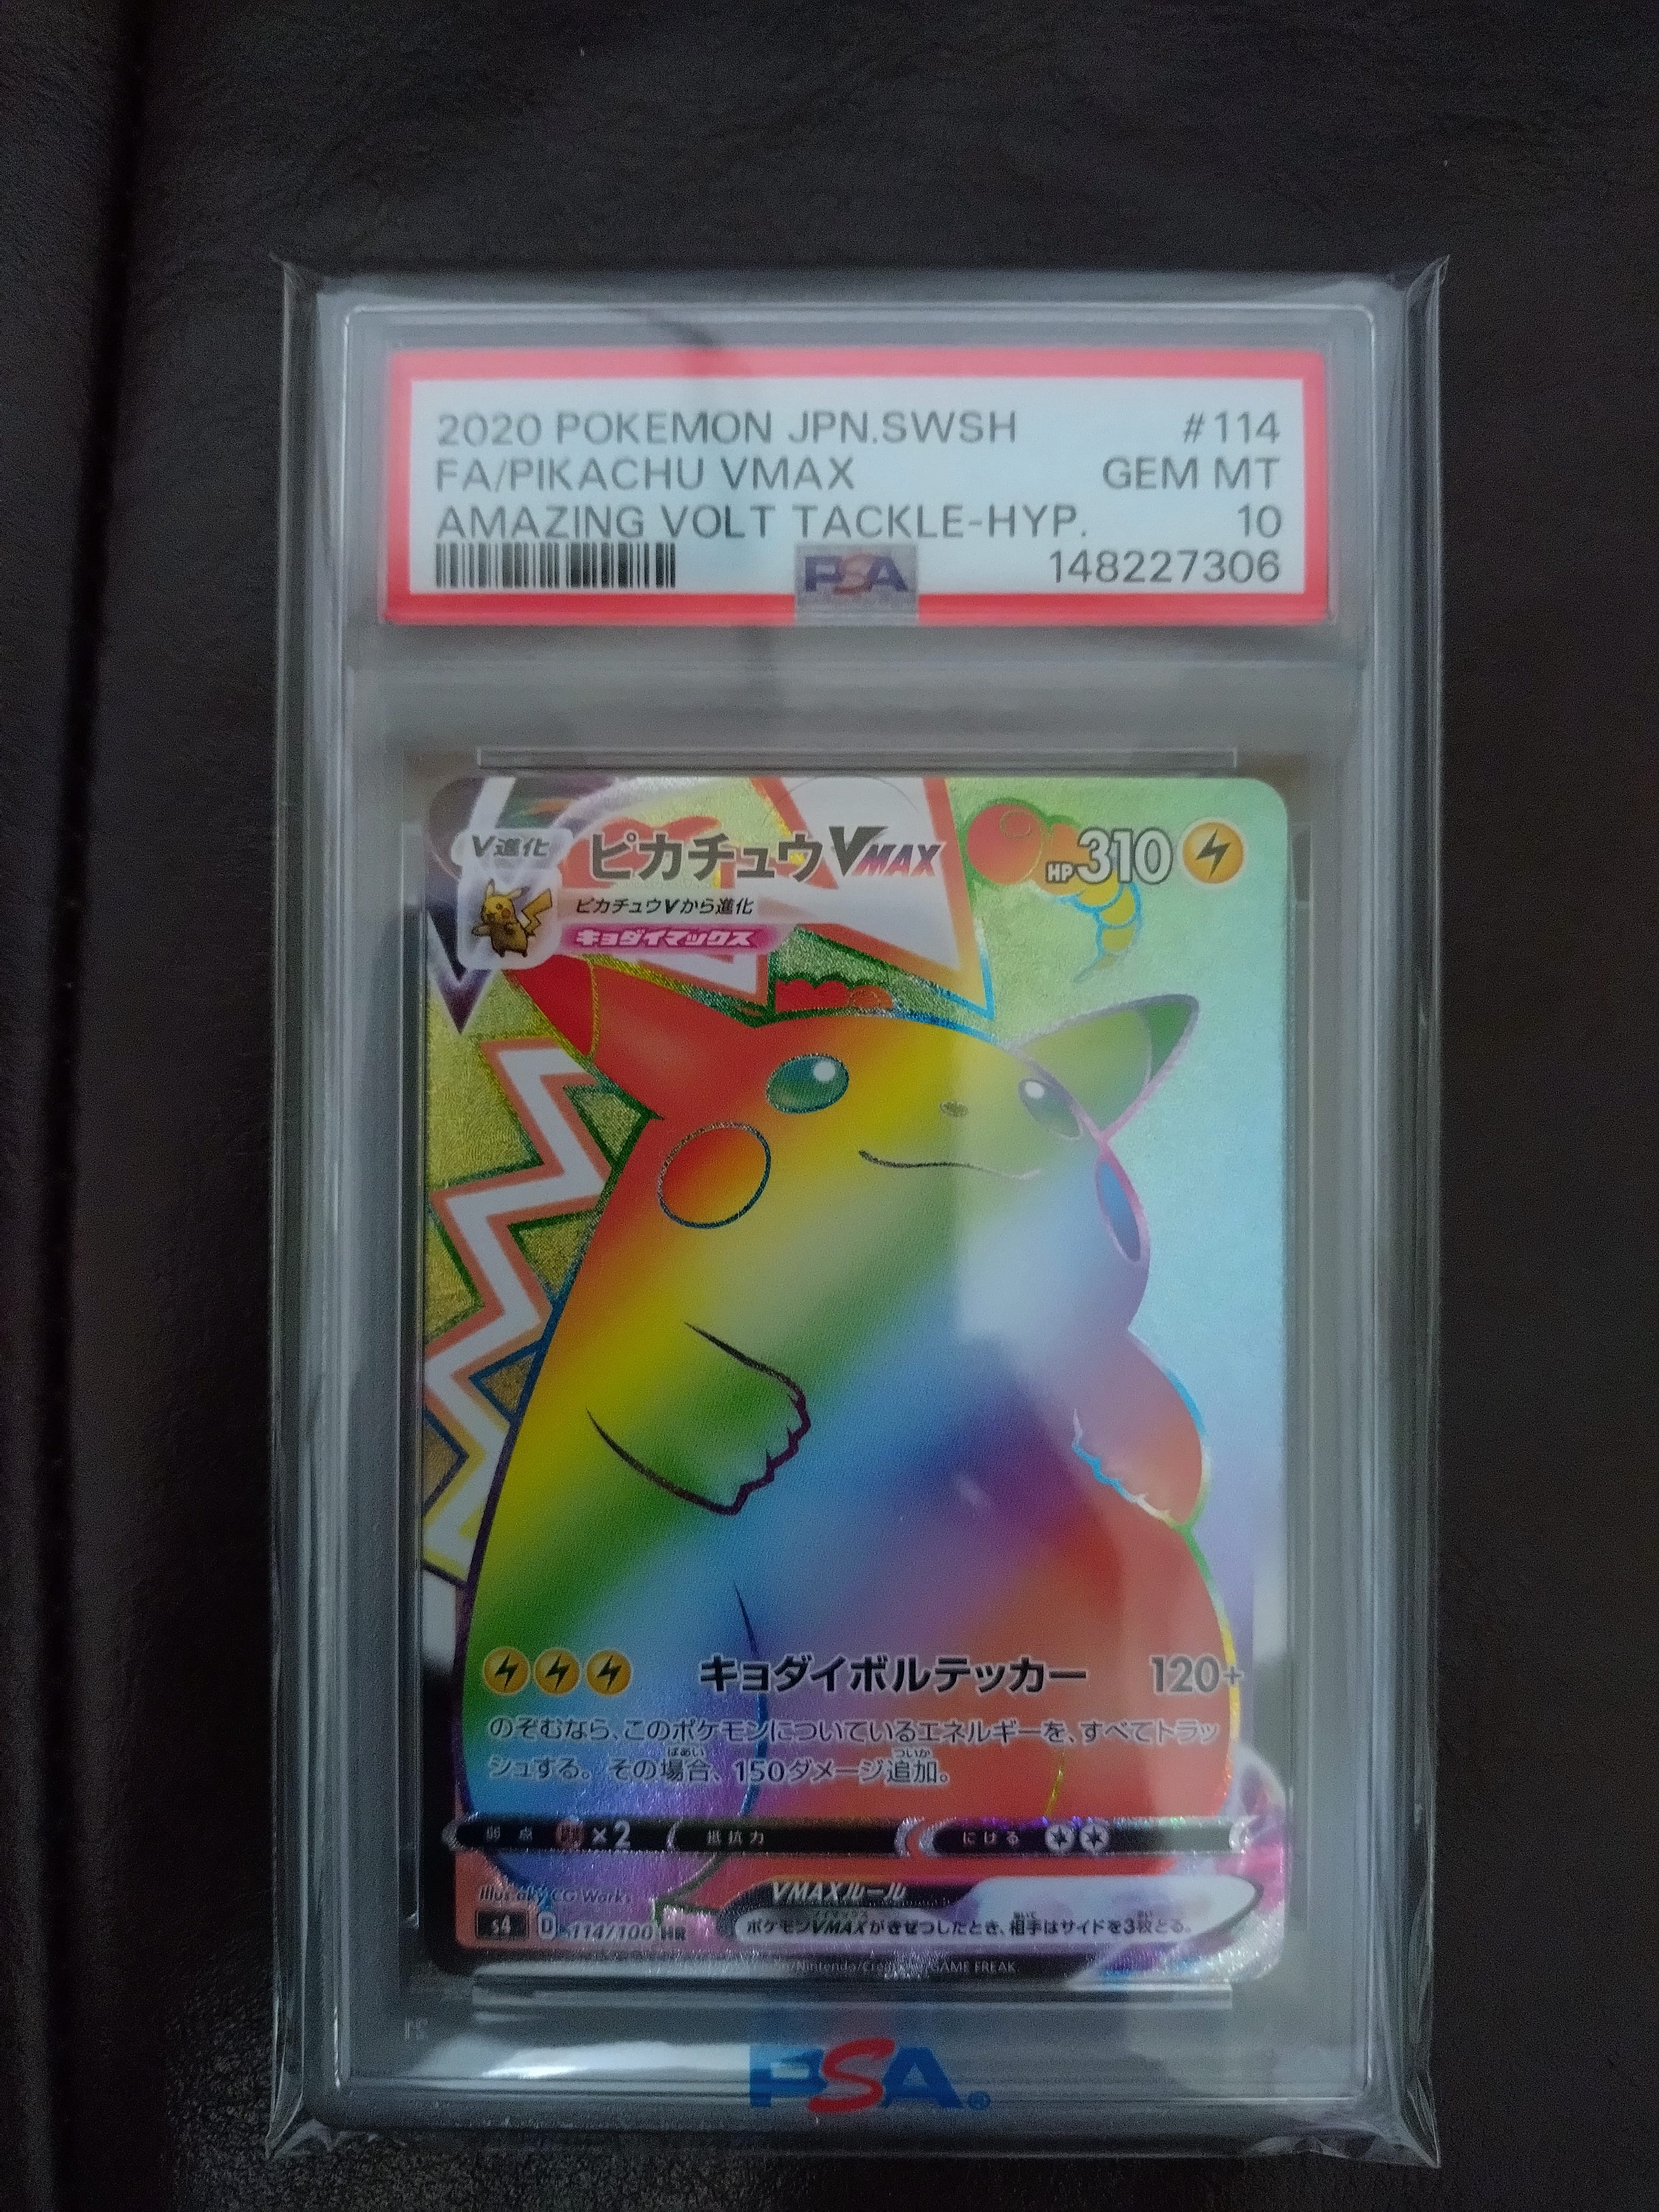 2020 POKEMON JPN.SWSH #114
FA/PIKACHU VMAX GEM MT
AMAZING VOLT TACKLE-HYP. 10
PSA 148227306
V進化 ピカチュウVMAX HP310
ピカチュウVから進化
キョダイマックス
キョダイボルテッカー 120+
のぞむなら、このポケモンについているエネルギーを、すべてトラッ
シュする。その場合、150ダメージ追加。
弱点 ×2 抵抗力 にげる
Illus. aky CG Works VMAXルール
s4 D 114/100 HR ポケモンVMAXがきぜつしたとき、相手はサイドを3枚とる。
/Nintendo/ GAME FREAK
PSA®